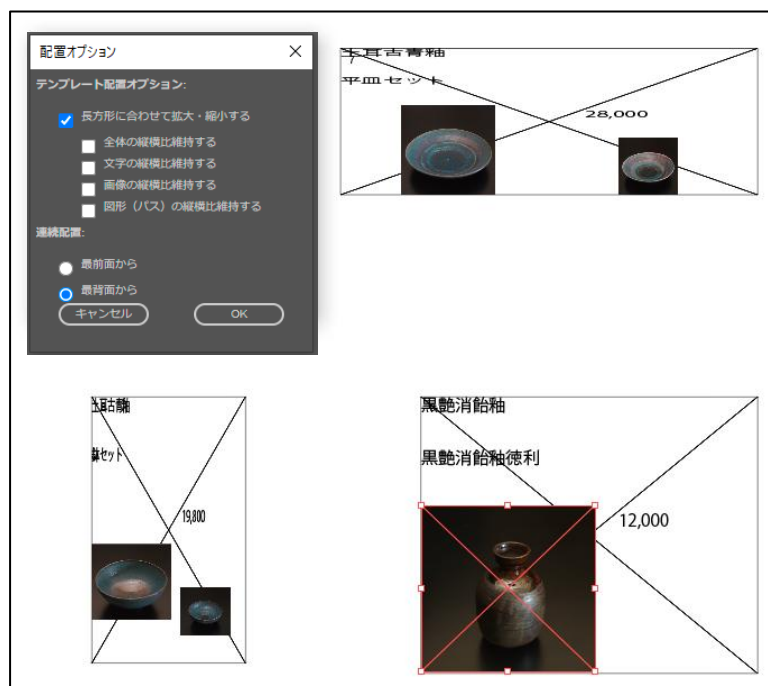 配置オプション
テンプレート配置オプション:
長方形に合わせて拡大・縮小する
全体の縦横比維持する
文字の縦横比維持する
画像の縦横比維持する
図形（パス）の縦横比維持する
連続配置:
最前面から
最背面から
キャンセル
OK
平皿セット
28,000
鉢セット
19,800
黒艶消飴釉
黒艶消飴釉徳利
12,000